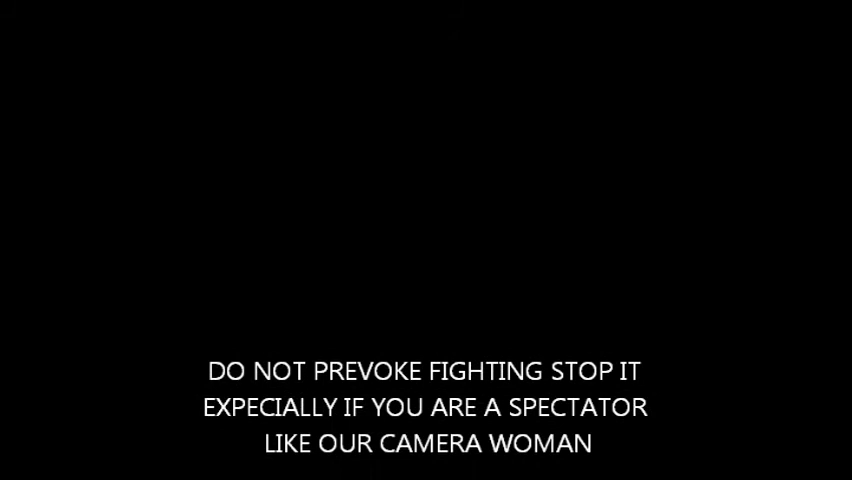 DO NOT PREVOKE FIGHTING STOP IT
EXPECIALLY IF YOU ARE A SPECTATOR
LIKE OUR CAMERA WOMAN